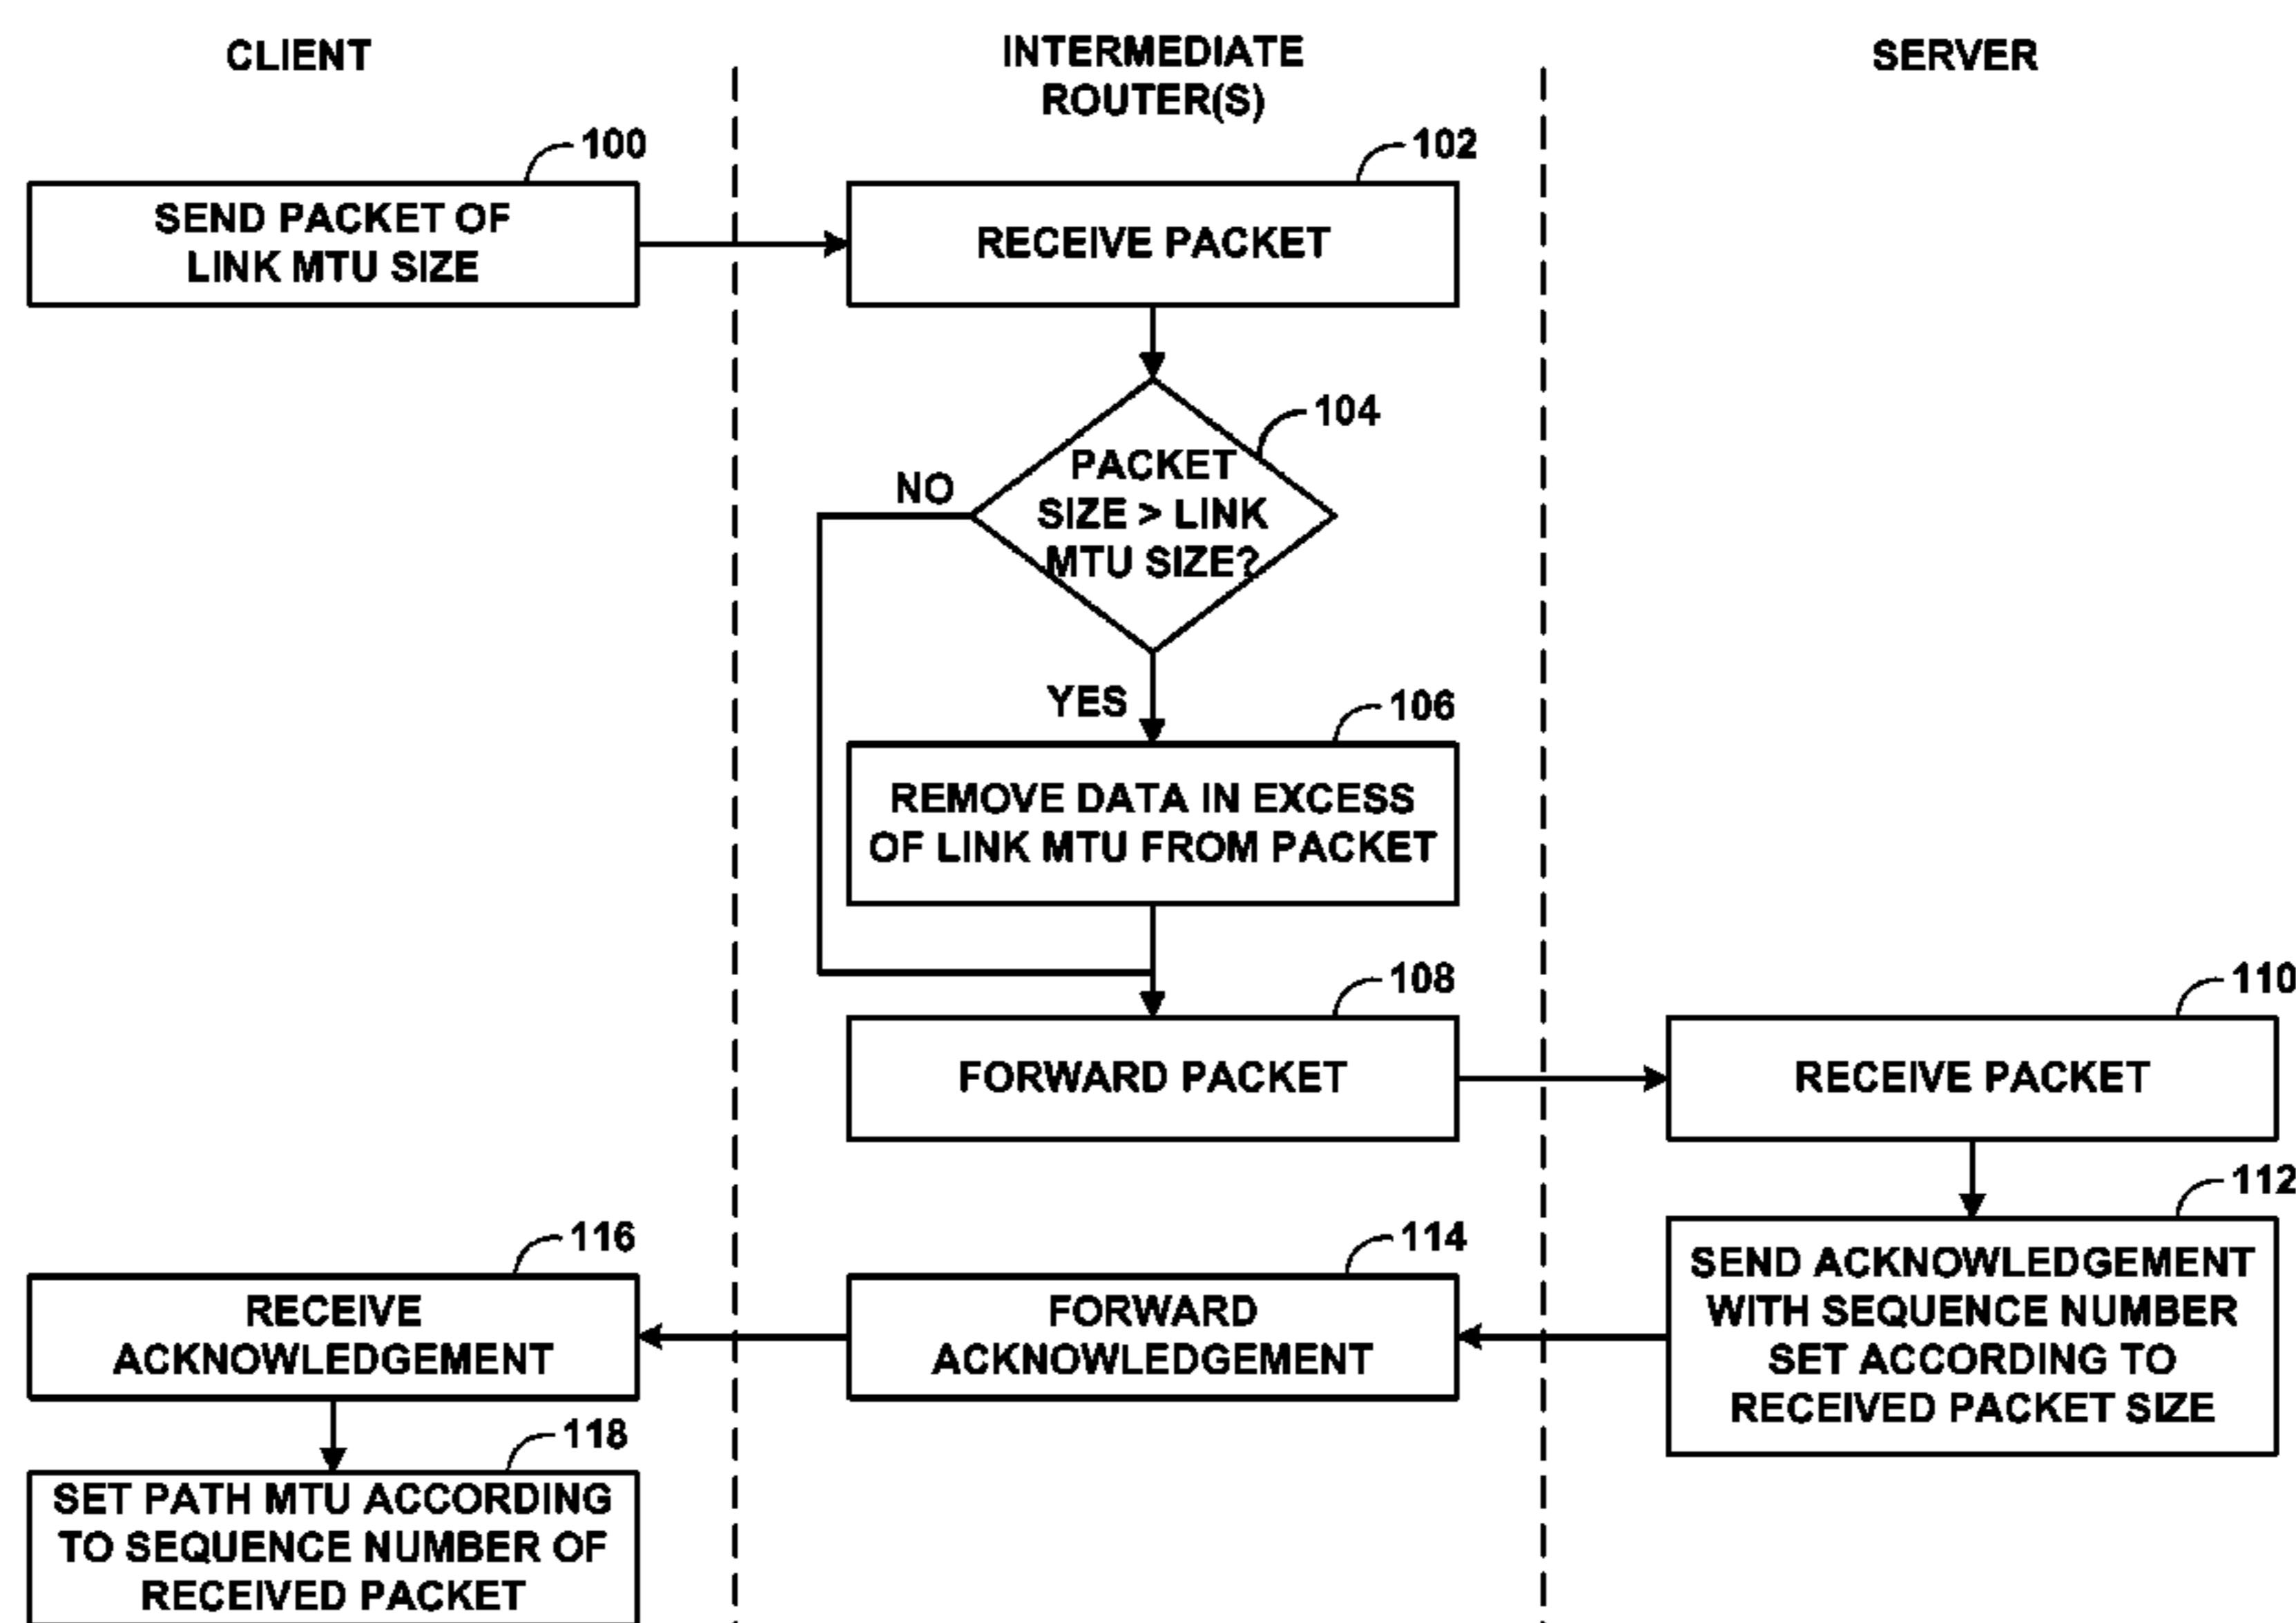 CLIENT
INTERMEDIATE
ROUTER(S)
SERVER
100
SEND PACKET OF
LINK MTU SIZE
102
RECEIVE PACKET
104
PACKET
SIZE > LINK
MTU SIZE?
NO
YES
106
REMOVE DATA IN EXCESS
OF LINK MTU FROM PACKET
108
FORWARD PACKET
110
RECEIVE PACKET
112
SEND ACKNOWLEDGEMENT
WITH SEQUENCE NUMBER
SET ACCORDING TO
RECEIVED PACKET SIZE
114
FORWARD
ACKNOWLEDGEMENT
116
RECEIVE
ACKNOWLEDGEMENT
118
SET PATH MTU ACCORDING
TO SEQUENCE NUMBER OF
RECEIVED PACKET